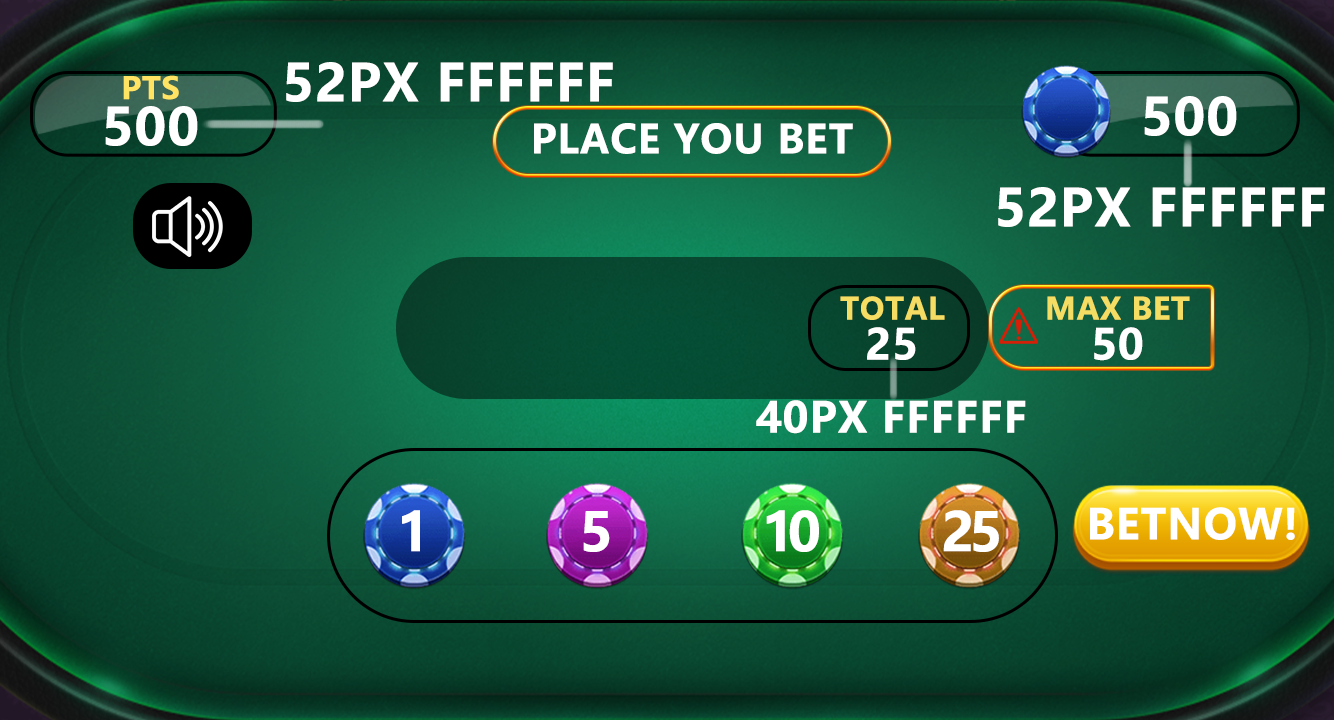 PTS
500
52PX FFFFFF
PLACE YOU BET
500
52PX FFFFFF
TOTAL
25
MAX BET
50
40PX FFFFFF
1
5
10
25
BETNOW!